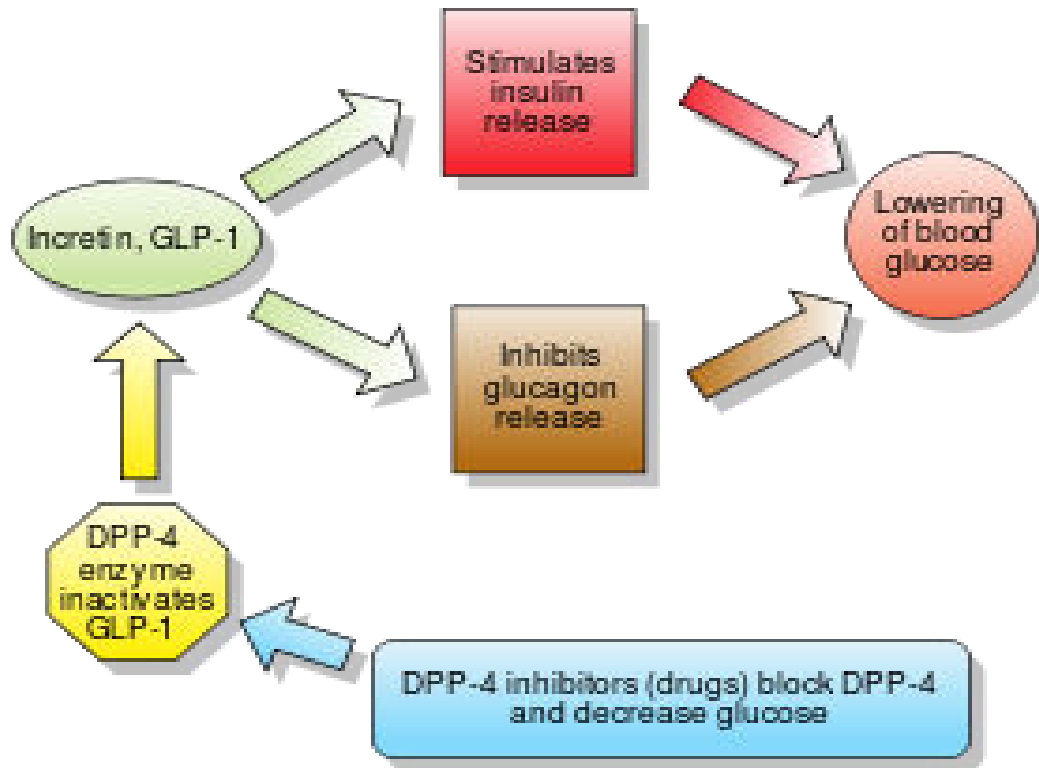 Stimulates
insulin
release
Incretin, GLP-1
Lowering
of blood
glucose
Inhibits
glucagon
release
DPP-4
enzyme
inactivates
GLP-1
DPP-4 inhibitors (drugs) block DPP-4
and decrease glucose